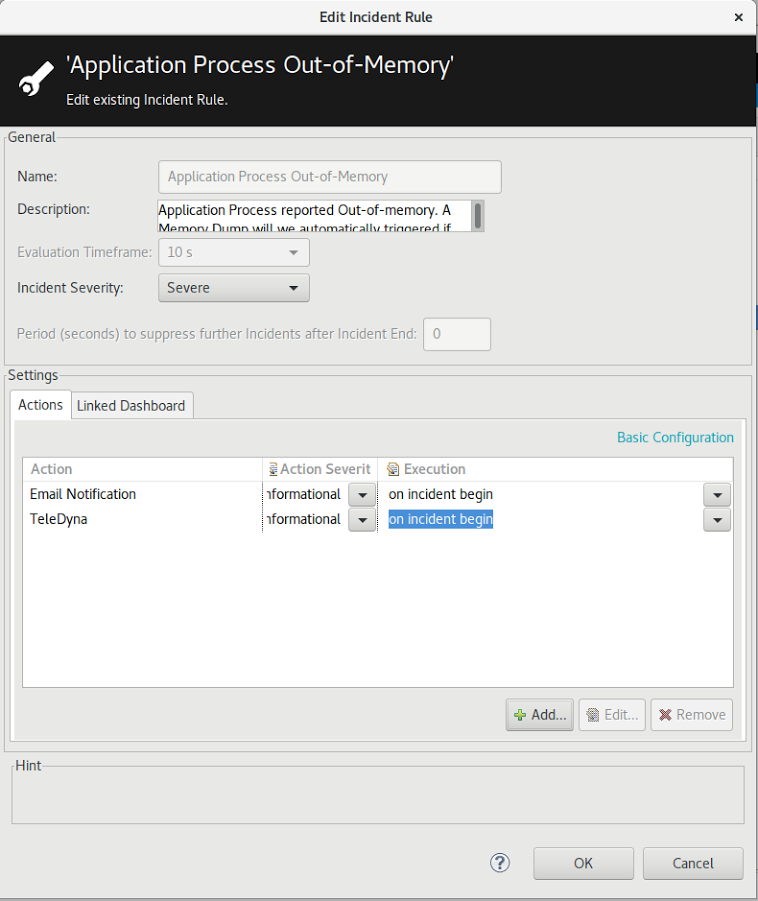 Edit Incident Rule
'Application Process Out-of-Memory'
Edit existing Incident Rule.
General
Name: Application Process Out-of-Memory
Description: Application Process reported Out-of-memory. A
Memory Dump will we automatically triggered if
Evaluation Timeframe: 10 s
Incident Severity: Severe
Period (seconds) to suppress further Incidents after Incident End: 0
Settings
Actions Linked Dashboard
Basic Configuration
Action Action Severit Execution
Email Notification nformational on incident begin
TeleDyna nformational on incident begin
Add... Edit... Remove
Hint
? OK Cancel